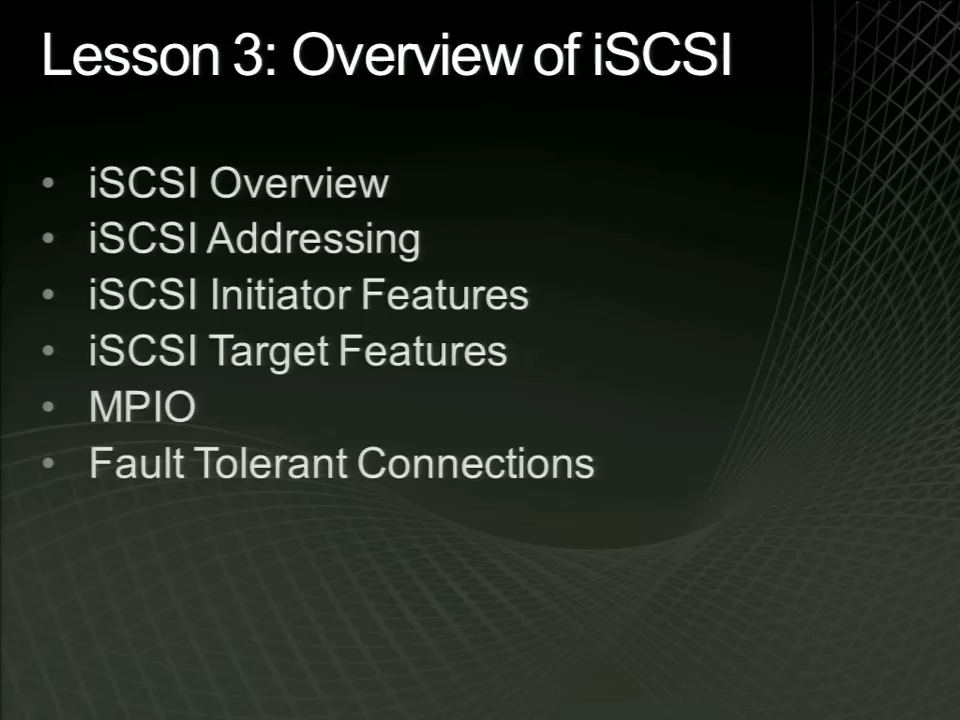 Lesson 3: Overview of iSCSI
• iSCSI Overview
• iSCSI Addressing
• iSCSI Initiator Features
• iSCSI Target Features
• MPIO
• Fault Tolerant Connections